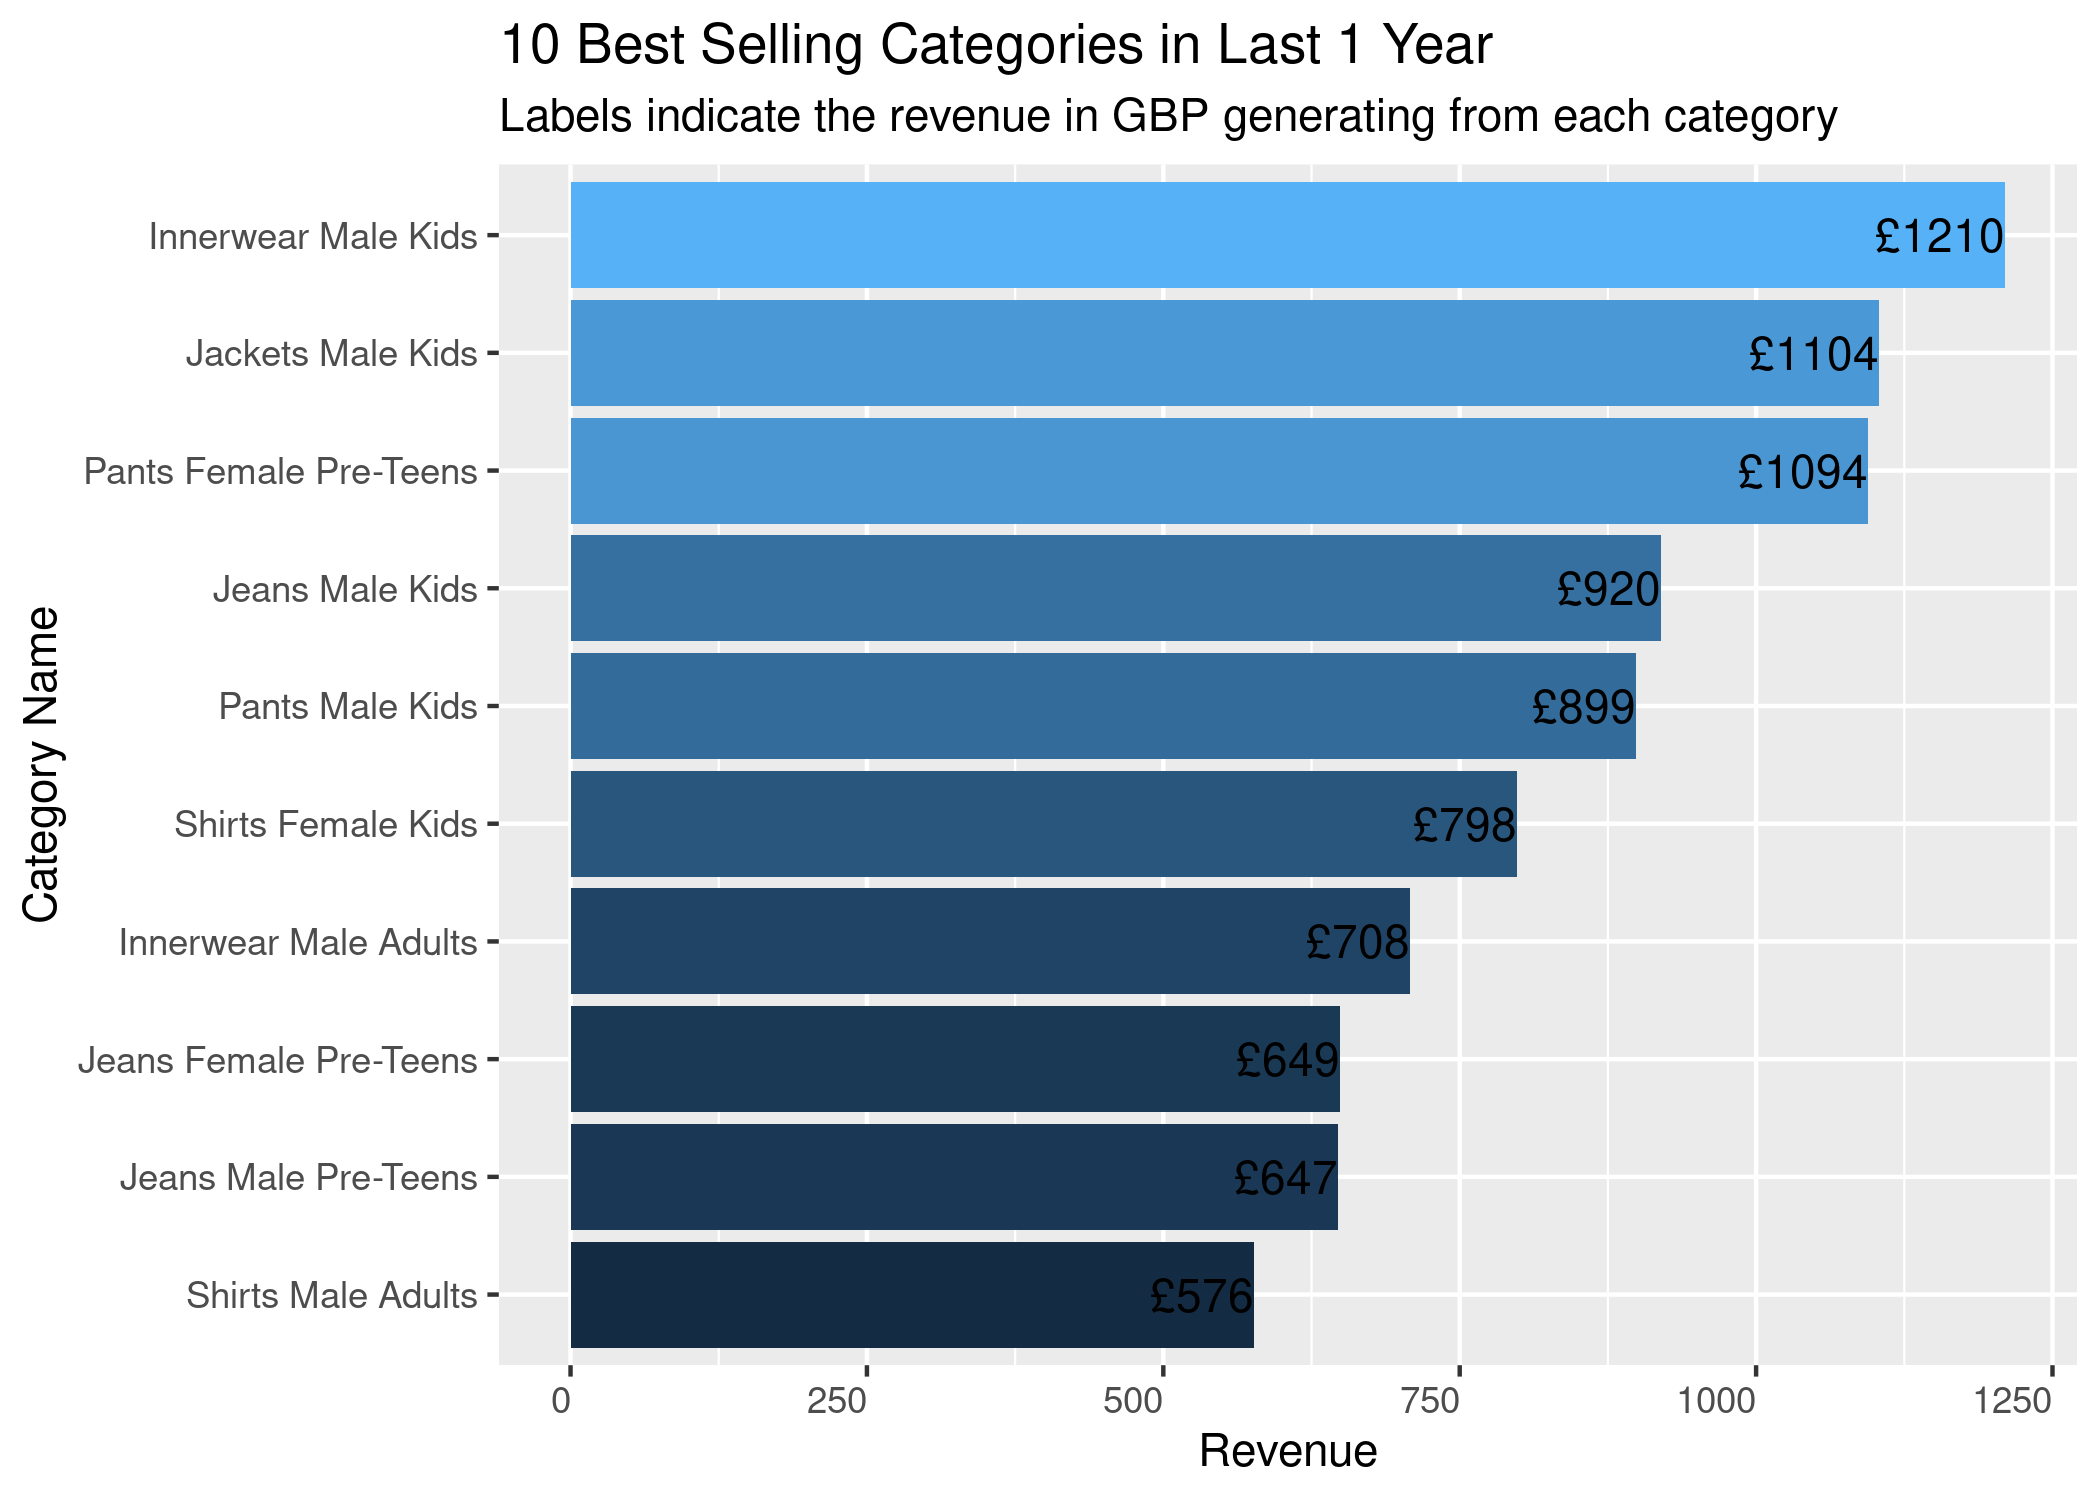 10 Best Selling Categories in Last 1 Year
Labels indicate the revenue in GBP generating from each category
Category Name
Innerwear Male Kids £1210
Jackets Male Kids £1104
Pants Female Pre-Teens £1094
Jeans Male Kids £920
Pants Male Kids £899
Shirts Female Kids £798
Innerwear Male Adults £708
Jeans Female Pre-Teens £649
Jeans Male Pre-Teens £647
Shirts Male Adults £576
0 250 500 750 1000 1250
Revenue